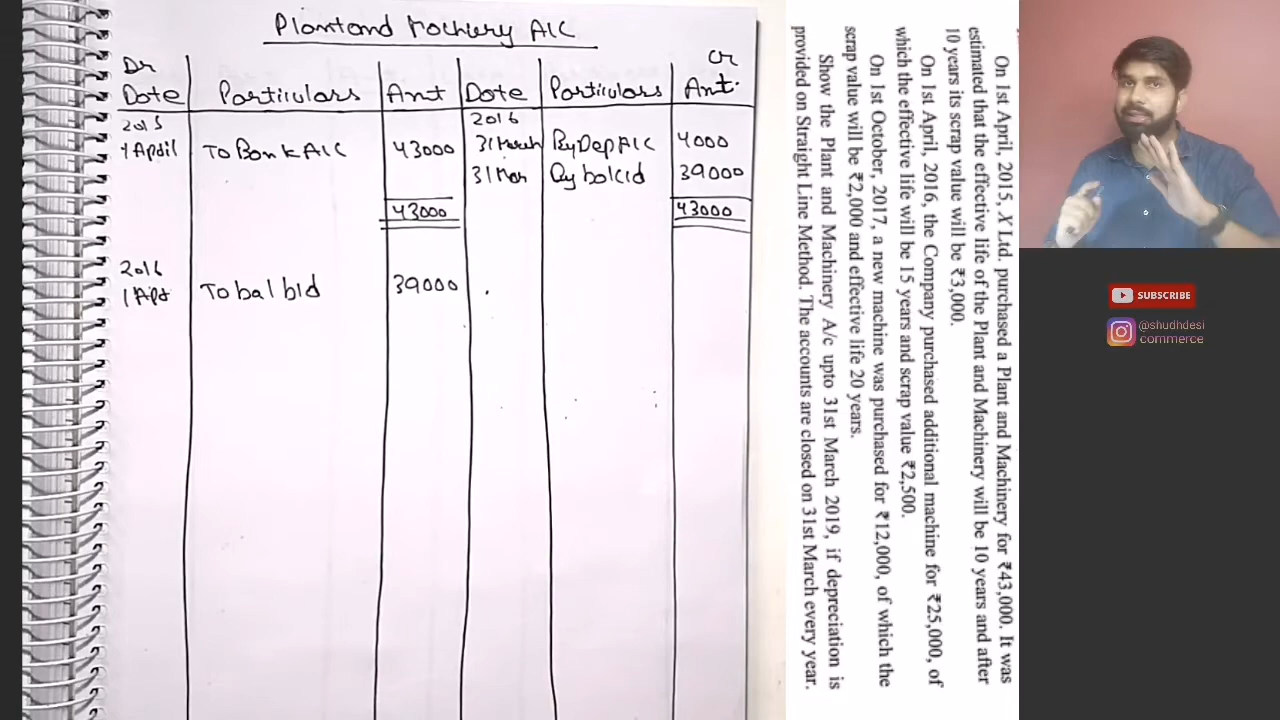 Plant and Mochury A/C
Dr
Cr
Date Particulars Amt Date Particulars Amt.
2015
1 April To Bonk A/C 43000
2016
31 March By Dep A/C 4000
31 Mar By bol c/d 39000
43000 43000
2016
1 Apr To bal b/d 39000
On 1st April, 2015, X Ltd. purchased a Plant and Machinery for ₹43,000. It was
estimated that the effective life of the Plant and Machinery will be 10 years and after
10 years its scrap value will be ₹3,000.
On 1st April, 2016, the Company purchased additional machine for ₹25,000, of
which the effective life will be 15 years and scrap value ₹2,500.
On 1st October, 2017, a new machine was purchased for ₹12,000, of which the
scrap value will be ₹2,000 and effective life 20 years.
Show the Plant and Machinery A/c upto 31st March 2019, if depreciation is
provided on Straight Line Method. The accounts are closed on 31st March every year.
SUBSCRIBE
@shudhdesi
commerce